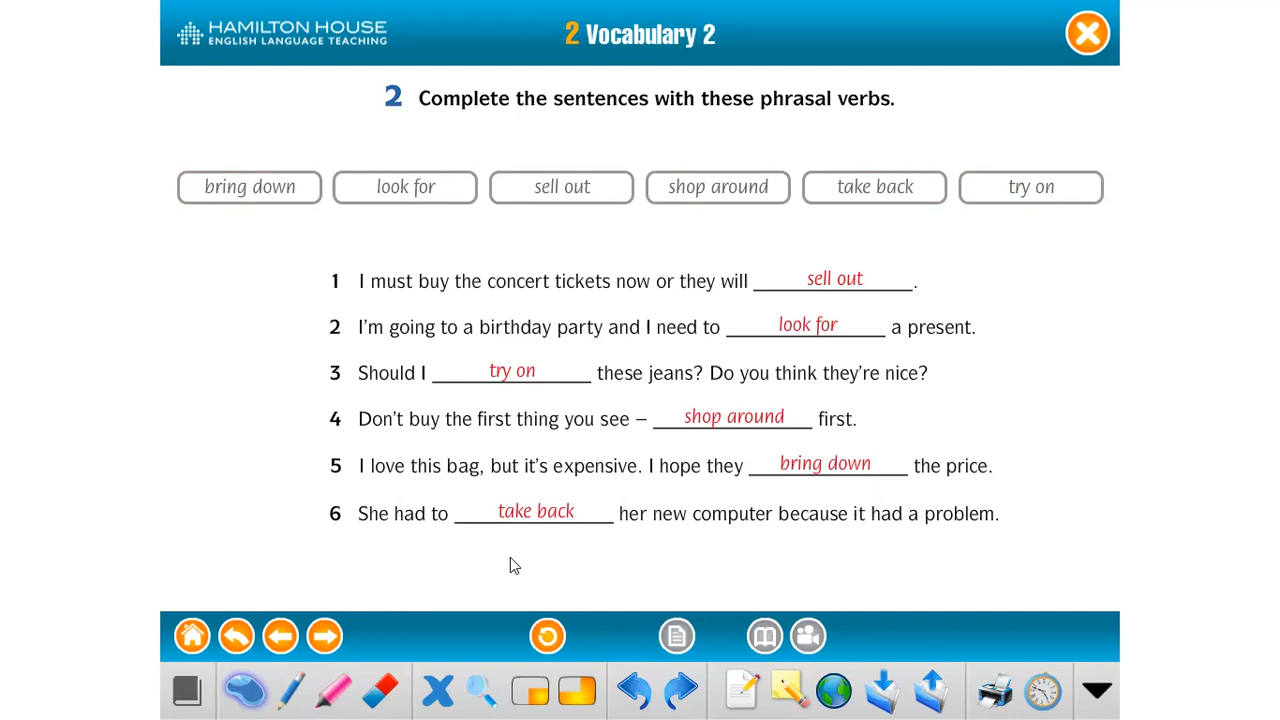 HAMILTON HOUSE
ENGLISH LANGUAGE TEACHING
2 Vocabulary 2
2 Complete the sentences with these phrasal verbs.
bring down look for sell out shop around take back try on
1 I must buy the concert tickets now or they will sell out.
2 I'm going to a birthday party and I need to look for a present.
3 Should I try on these jeans? Do you think they're nice?
4 Don't buy the first thing you see – shop around first.
5 I love this bag, but it's expensive. I hope they bring down the price.
6 She had to take back her new computer because it had a problem.